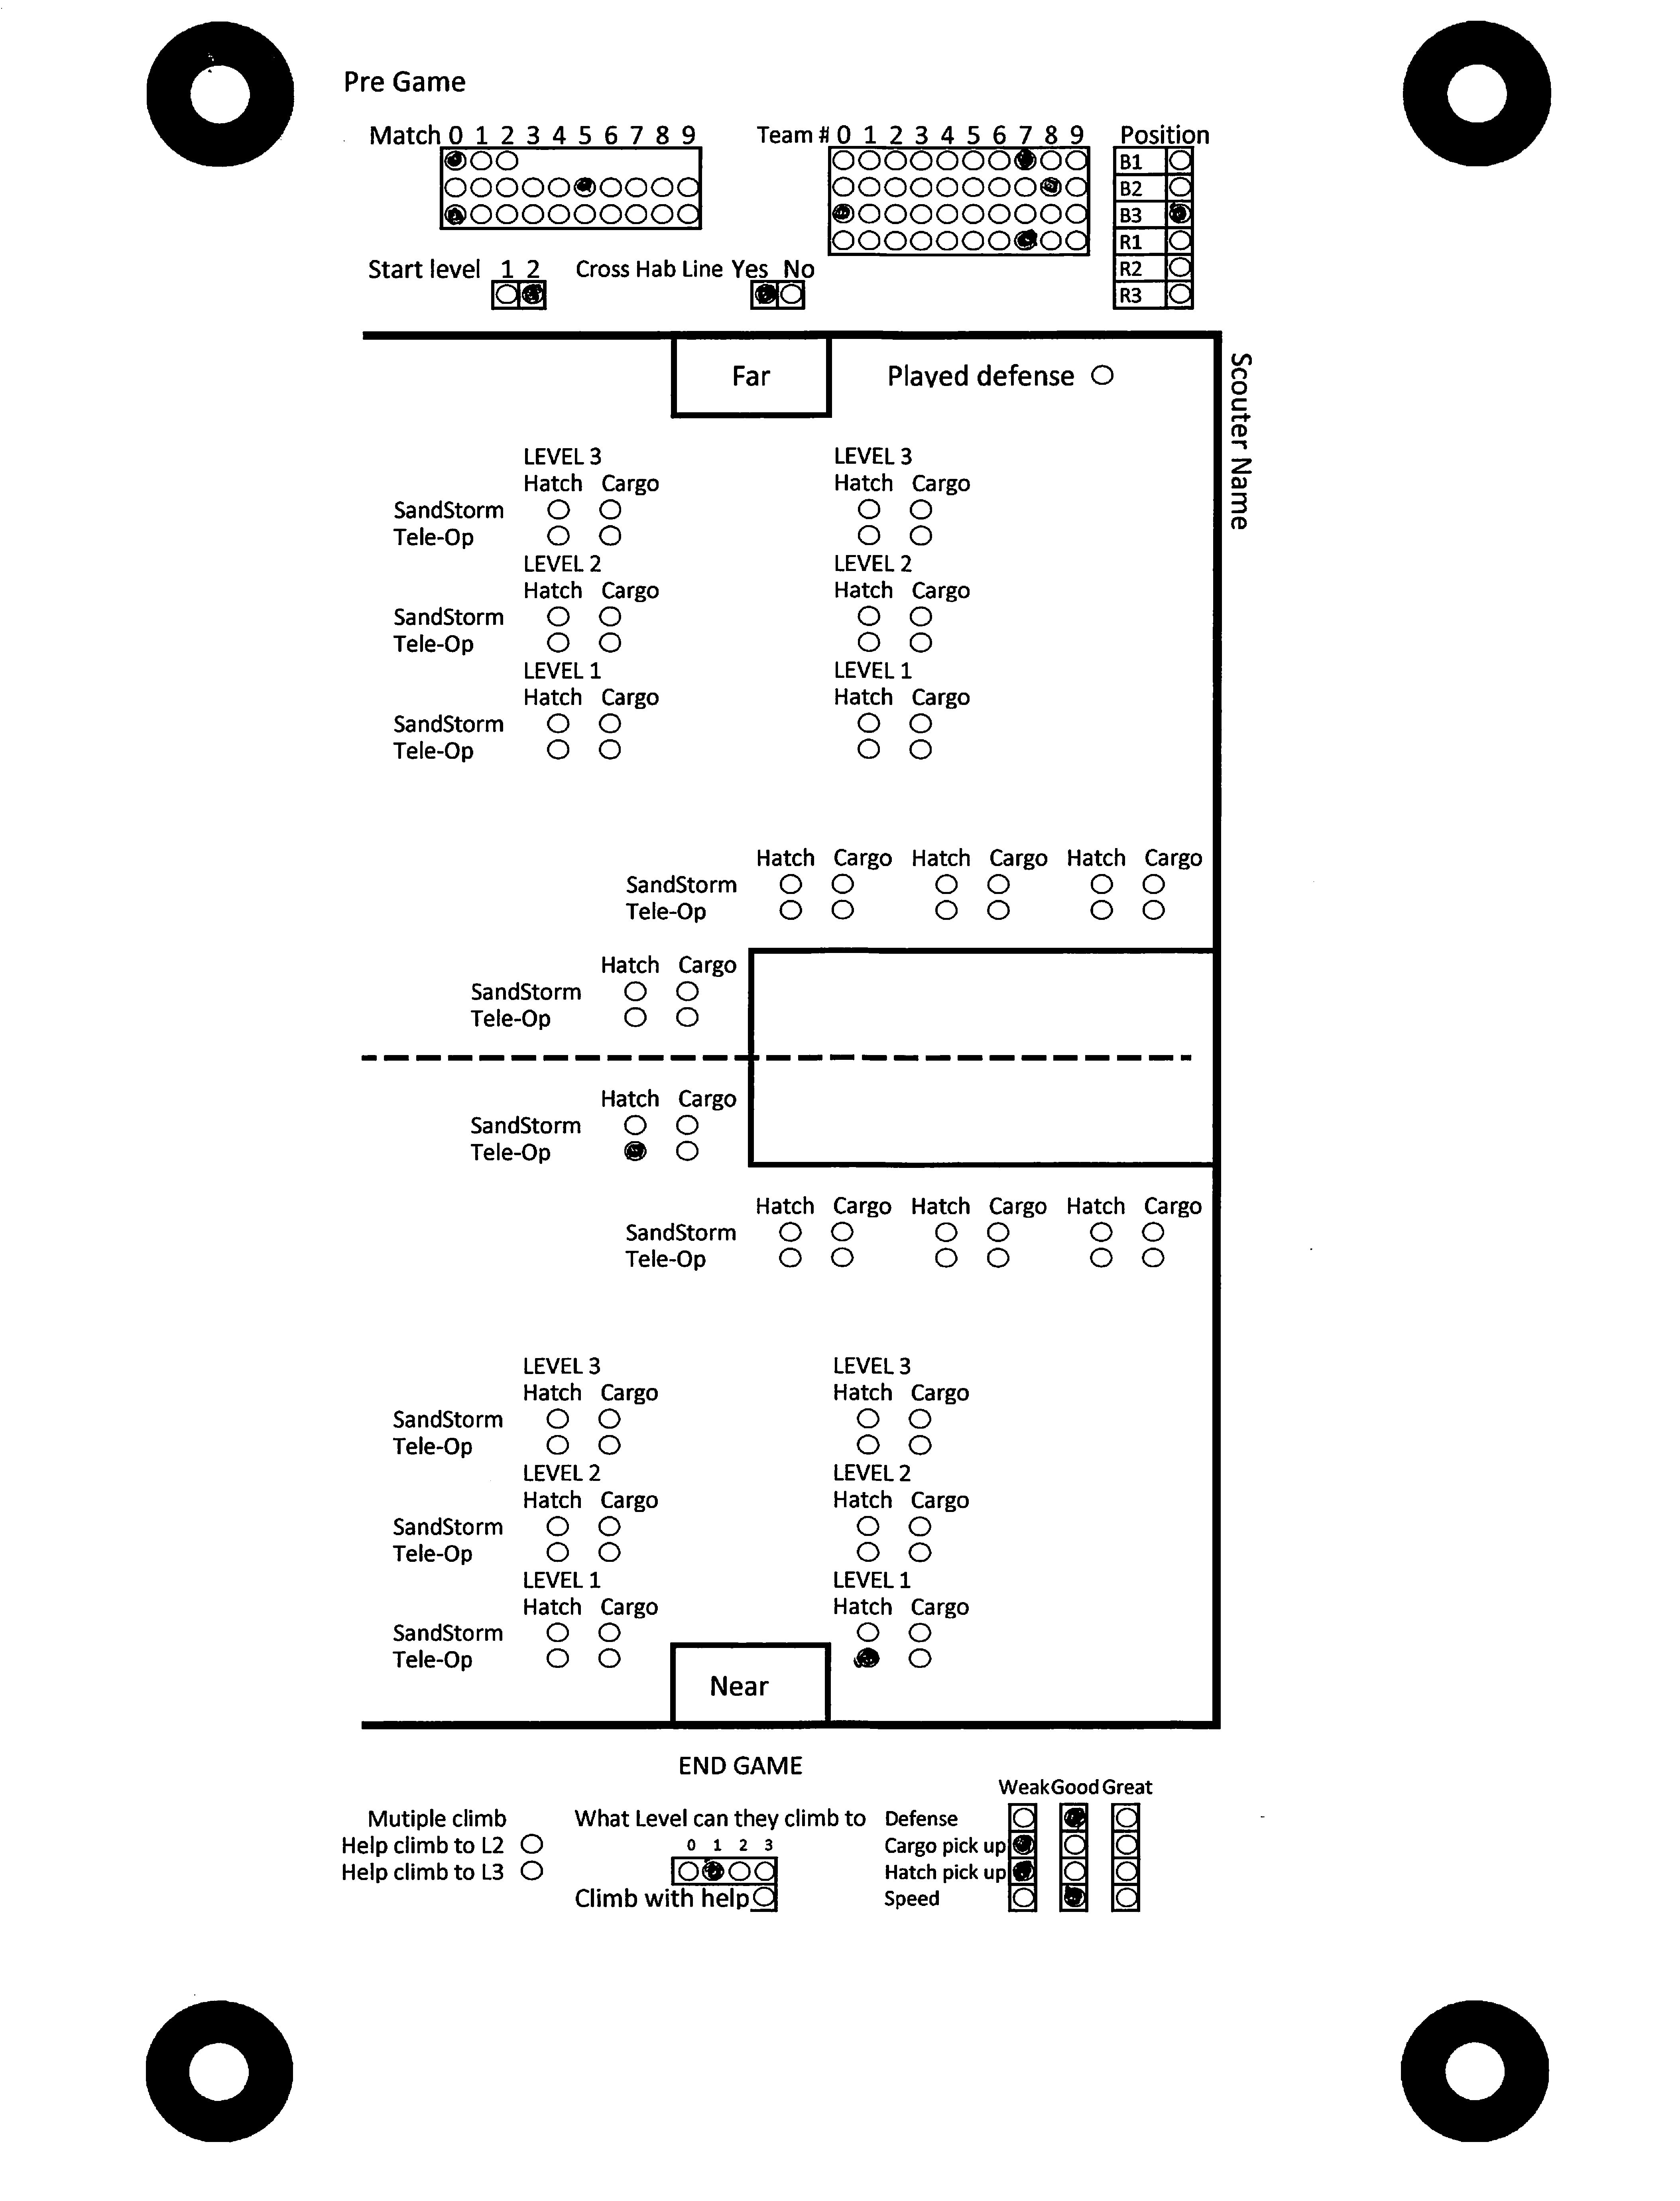 Pre Game
Match 0 1 2 3 4 5 6 7 8 9
Team # 0 1 2 3 4 5 6 7 8 9
Position
B1
B2
B3
R1
R2
R3
Start level 1 2
Cross Hab Line Yes No
Far
Played defense
Scouter Name
LEVEL 3 LEVEL 3
Hatch Cargo Hatch Cargo
SandStorm
Tele-Op
LEVEL 2 LEVEL 2
Hatch Cargo Hatch Cargo
SandStorm
Tele-Op
LEVEL 1 LEVEL 1
Hatch Cargo Hatch Cargo
SandStorm
Tele-Op
Hatch Cargo Hatch Cargo Hatch Cargo
SandStorm
Tele-Op
Hatch Cargo
SandStorm
Tele-Op
Hatch Cargo
SandStorm
Tele-Op
Hatch Cargo Hatch Cargo Hatch Cargo
SandStorm
Tele-Op
LEVEL 3 LEVEL 3
Hatch Cargo Hatch Cargo
SandStorm
Tele-Op
LEVEL 2 LEVEL 2
Hatch Cargo Hatch Cargo
SandStorm
Tele-Op
LEVEL 1 LEVEL 1
Hatch Cargo Hatch Cargo
SandStorm
Tele-Op
Near
END GAME
Mutiple climb
Help climb to L2
Help climb to L3
What Level can they climb to
0 1 2 3
Climb with help
Weak Good Great
Defense
Cargo pick up
Hatch pick up
Speed